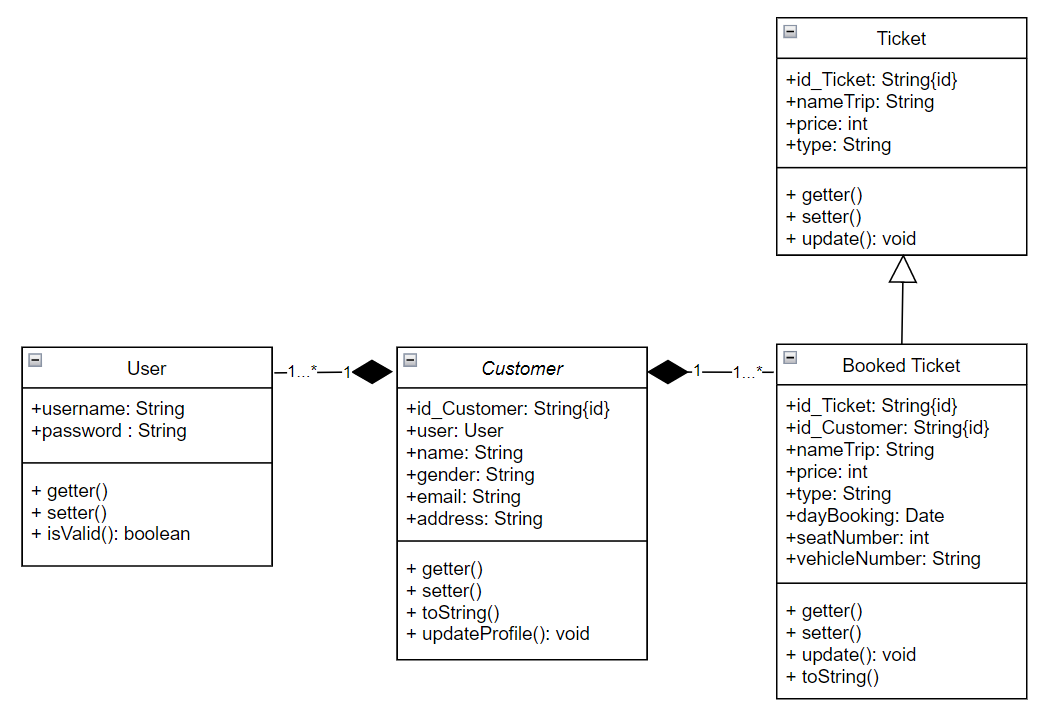 Ticket
+id_Ticket: String{id}
+nameTrip: String
+price: int
+type: String
+ getter()
+ setter()
+ update(): void
User
+username: String
+password : String
+ getter()
+ setter()
+ isValid(): boolean
1...*
1
Customer
+id_Customer: String{id}
+user: User
+name: String
+gender: String
+email: String
+address: String
+ getter()
+ setter()
+ toString()
+ updateProfile(): void
1
1...*
Booked Ticket
+id_Ticket: String{id}
+id_Customer: String{id}
+nameTrip: String
+price: int
+type: String
+dayBooking: Date
+seatNumber: int
+vehicleNumber: String
+ getter()
+ setter()
+ update(): void
+ toString()